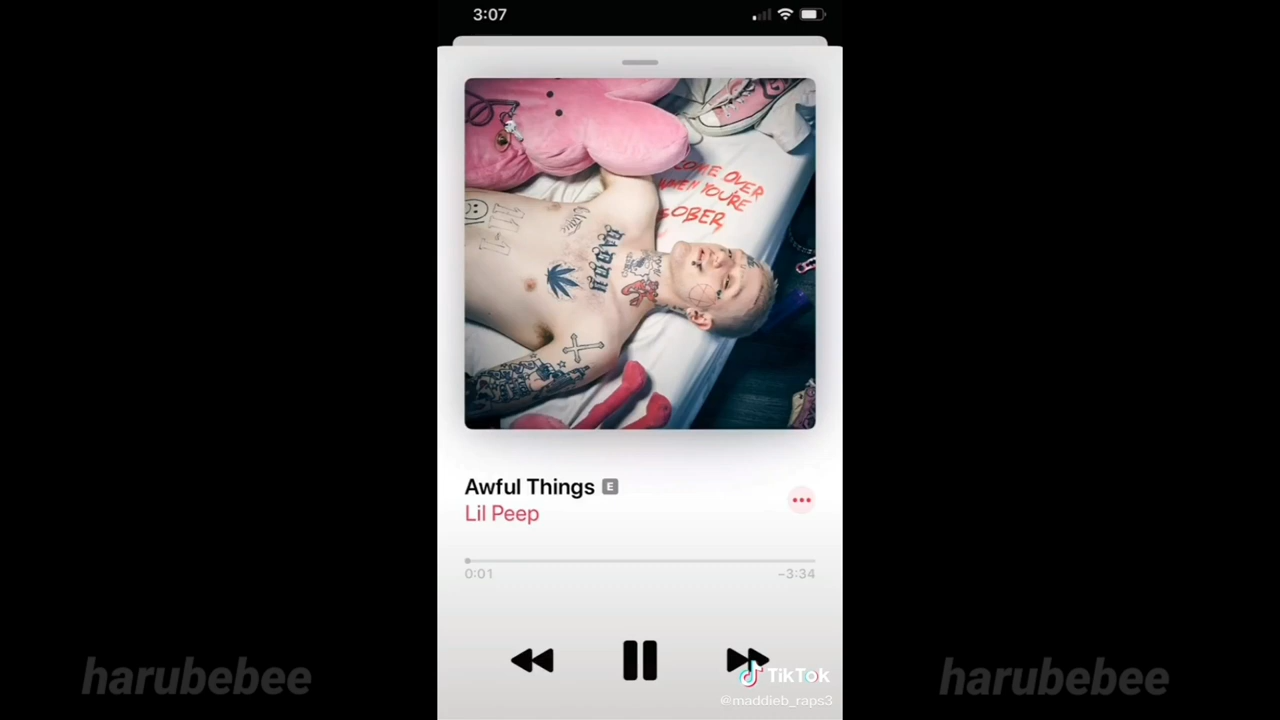 3:07
COME OVER
WHEN YOU'RE
SOBER
DADDY
Awful Things E
Lil Peep
0:01
-3:34
TikTok
@maddieb_raps3
harubebee
harubebee